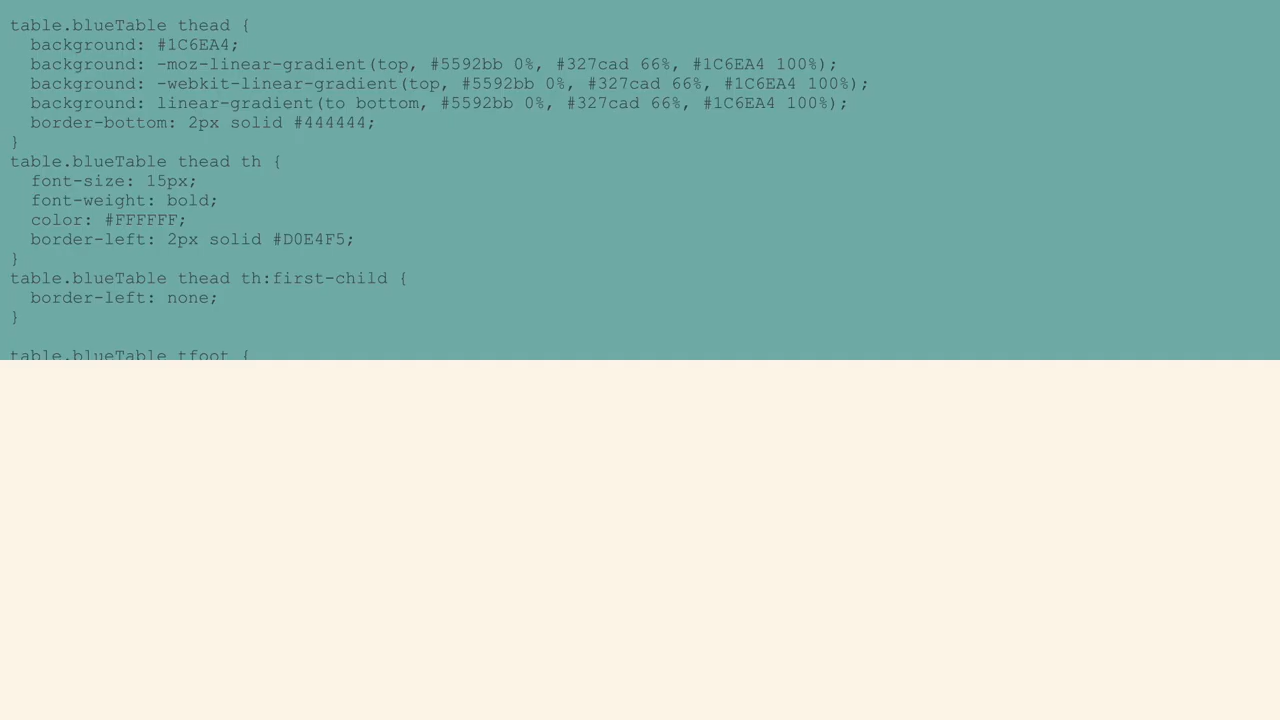 table.blueTable thead {
  background: #1C6EA4;
  background: -moz-linear-gradient(top, #5592bb 0%, #327cad 66%, #1C6EA4 100%);
  background: -webkit-linear-gradient(top, #5592bb 0%, #327cad 66%, #1C6EA4 100%);
  background: linear-gradient(to bottom, #5592bb 0%, #327cad 66%, #1C6EA4 100%);
  border-bottom: 2px solid #444444;
}
table.blueTable thead th {
  font-size: 15px;
  font-weight: bold;
  color: #FFFFFF;
  border-left: 2px solid #D0E4F5;
}
table.blueTable thead th:first-child {
  border-left: none;
}
table.blueTable tfoot {